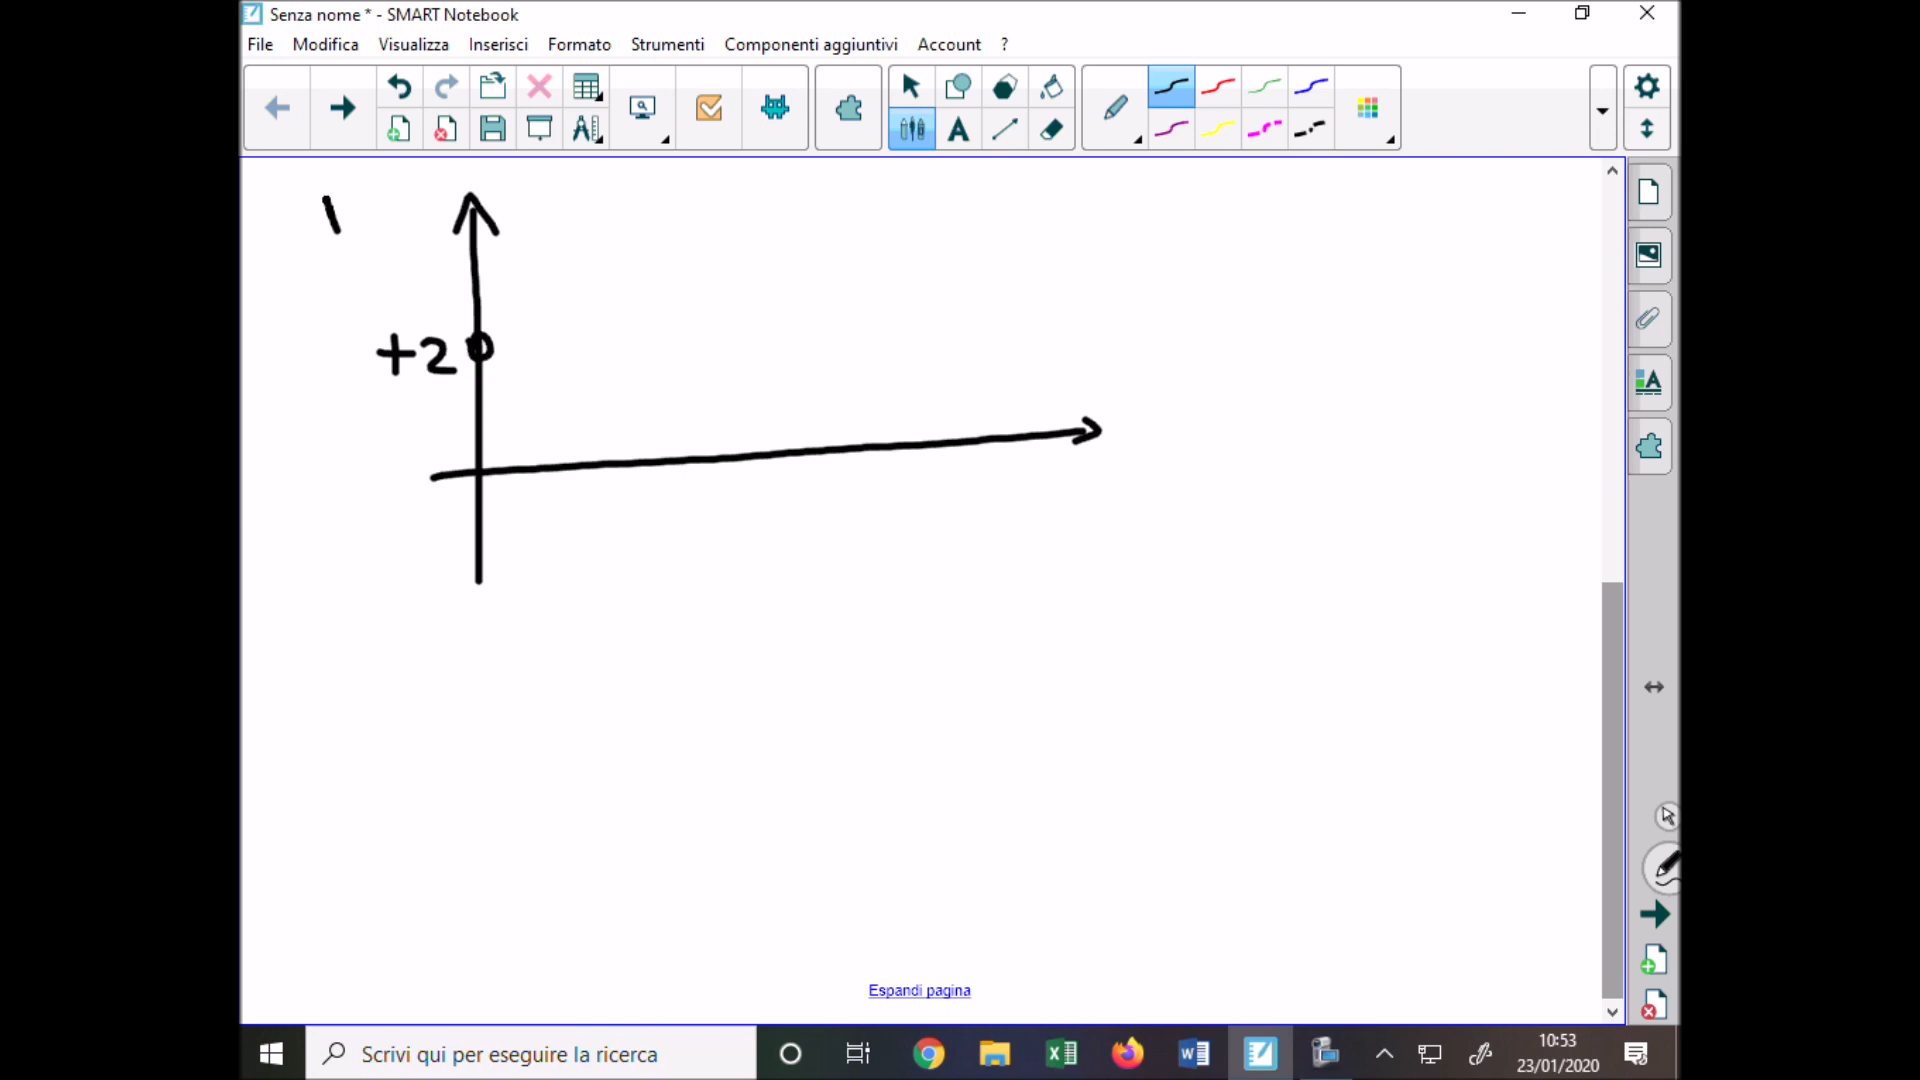 Senza nome * - SMART Notebook
File Modifica Visualizza Inserisci Formato Strumenti Componenti aggiuntivi Account ?
+2
Espandi pagina
Scrivi qui per eseguire la ricerca
10:53
23/01/2020